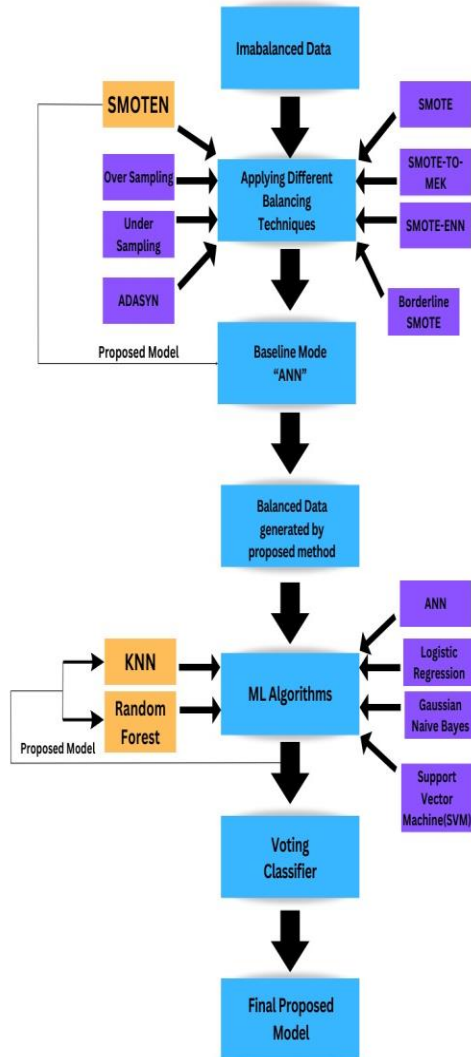 Imabalanced Data
SMOTEN
SMOTE
Over Sampling
Applying Different
Balancing
Techniques
SMOTE-TO-
MEK
Under
Sampling
SMOTE-ENN
ADASYN
Borderline
SMOTE
Proposed Model
Baseline Mode
“ANN”
Balanced Data
generated by
proposed method
ANN
KNN
ML Algorithms
Logistic
Regression
Random
Forest
Gaussian
Naive Bayes
Proposed Model
Support
Vector
Machine(SVM)
Voting
Classifier
Final Proposed
Model